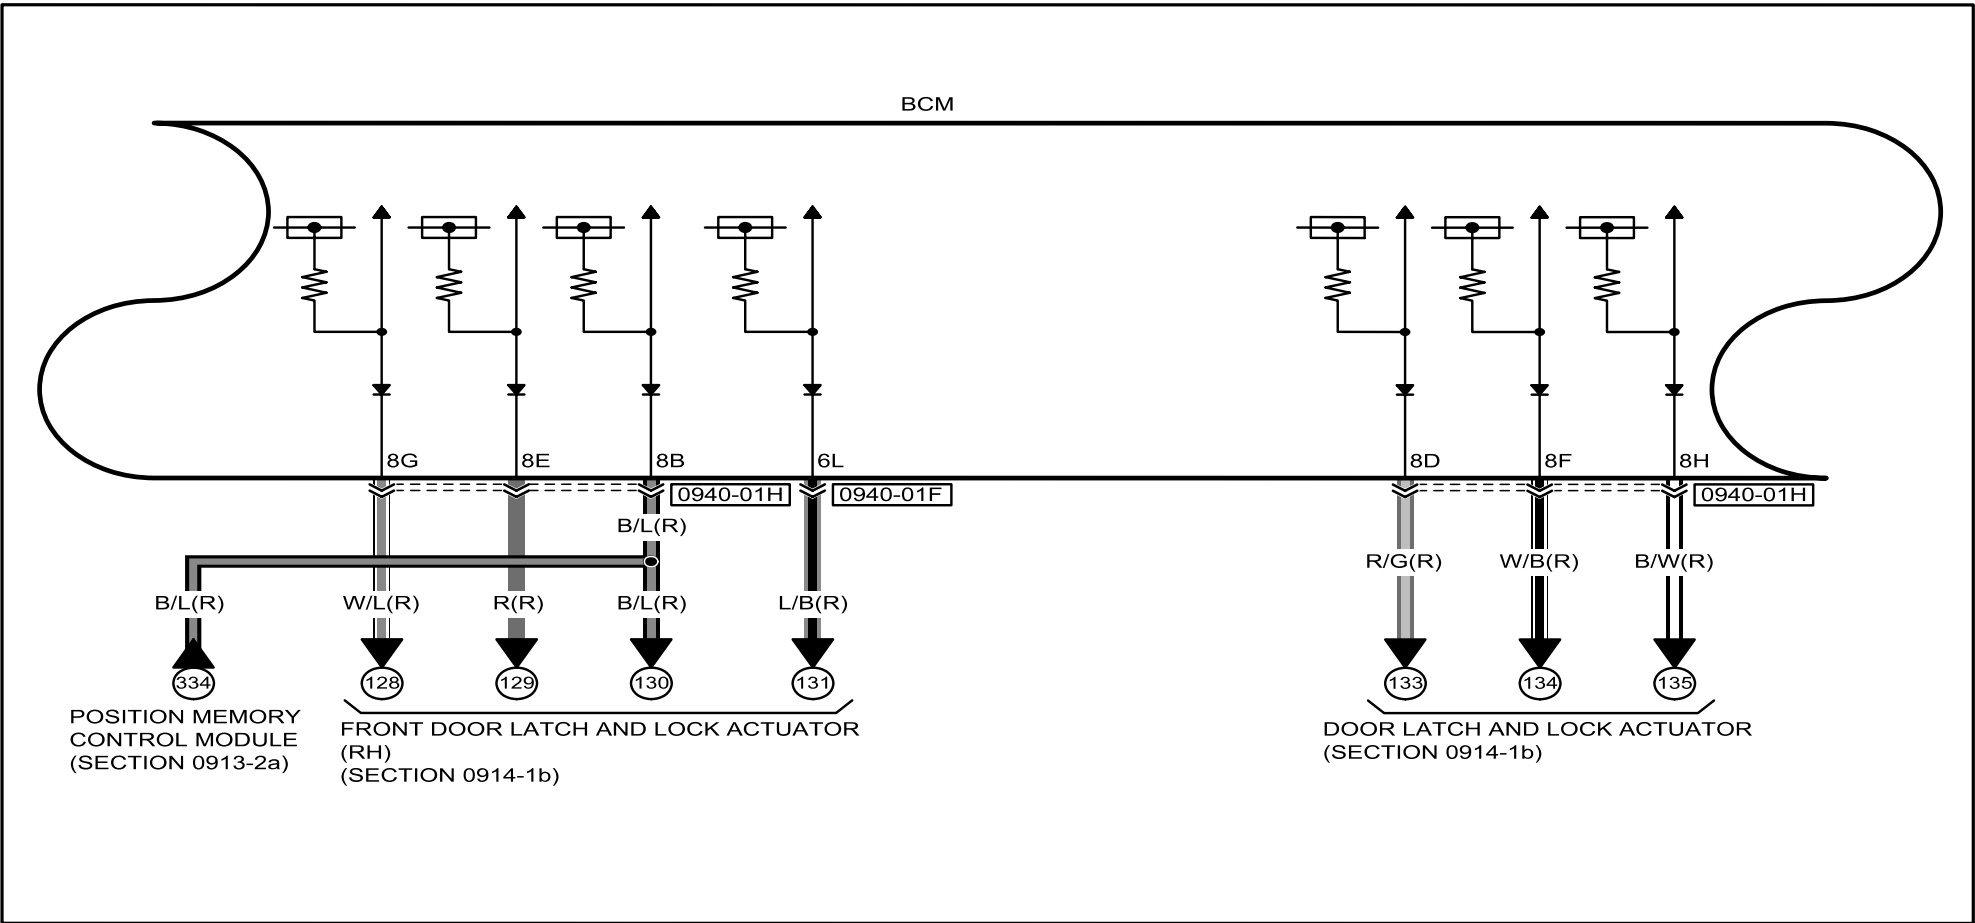 BCM
8G 8E 8B 6L 8D 8F 8H
0940-01H 0940-01F 0940-01H
B/L(R)
R/G(R) W/B(R) B/W(R)
B/L(R) W/L(R) R(R) B/L(R) L/B(R)
334 128 129 130 131 133 134 135
POSITION MEMORY
CONTROL MODULE
(SECTION 0913-2a)
FRONT DOOR LATCH AND LOCK ACTUATOR
(RH)
(SECTION 0914-1b)
DOOR LATCH AND LOCK ACTUATOR
(SECTION 0914-1b)